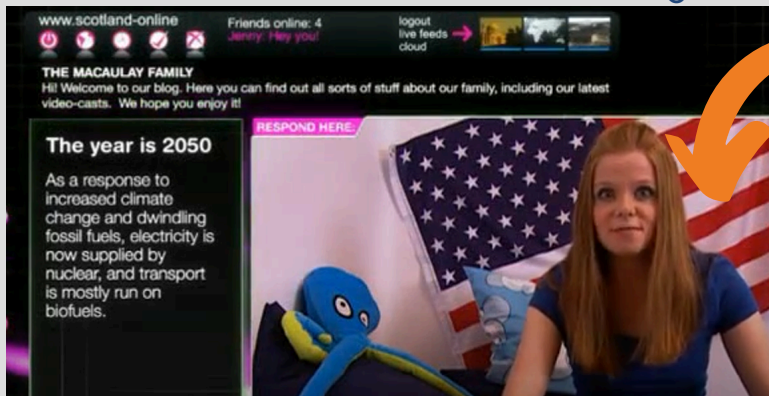 www.scotland-online
Friends online: 4
Jenny: Hey you!
logout
live feeds
cloud
THE MACAULAY FAMILY
Hi! Welcome to our blog. Here you can find out all sorts of stuff about our family, including our latest
video-casts. We hope you enjoy it!
The year is 2050
As a response to
increased climate
change and dwindling
fossil fuels, electricity is
now supplied by
nuclear, and transport
is mostly run on
biofuels.
RESPOND HERE: